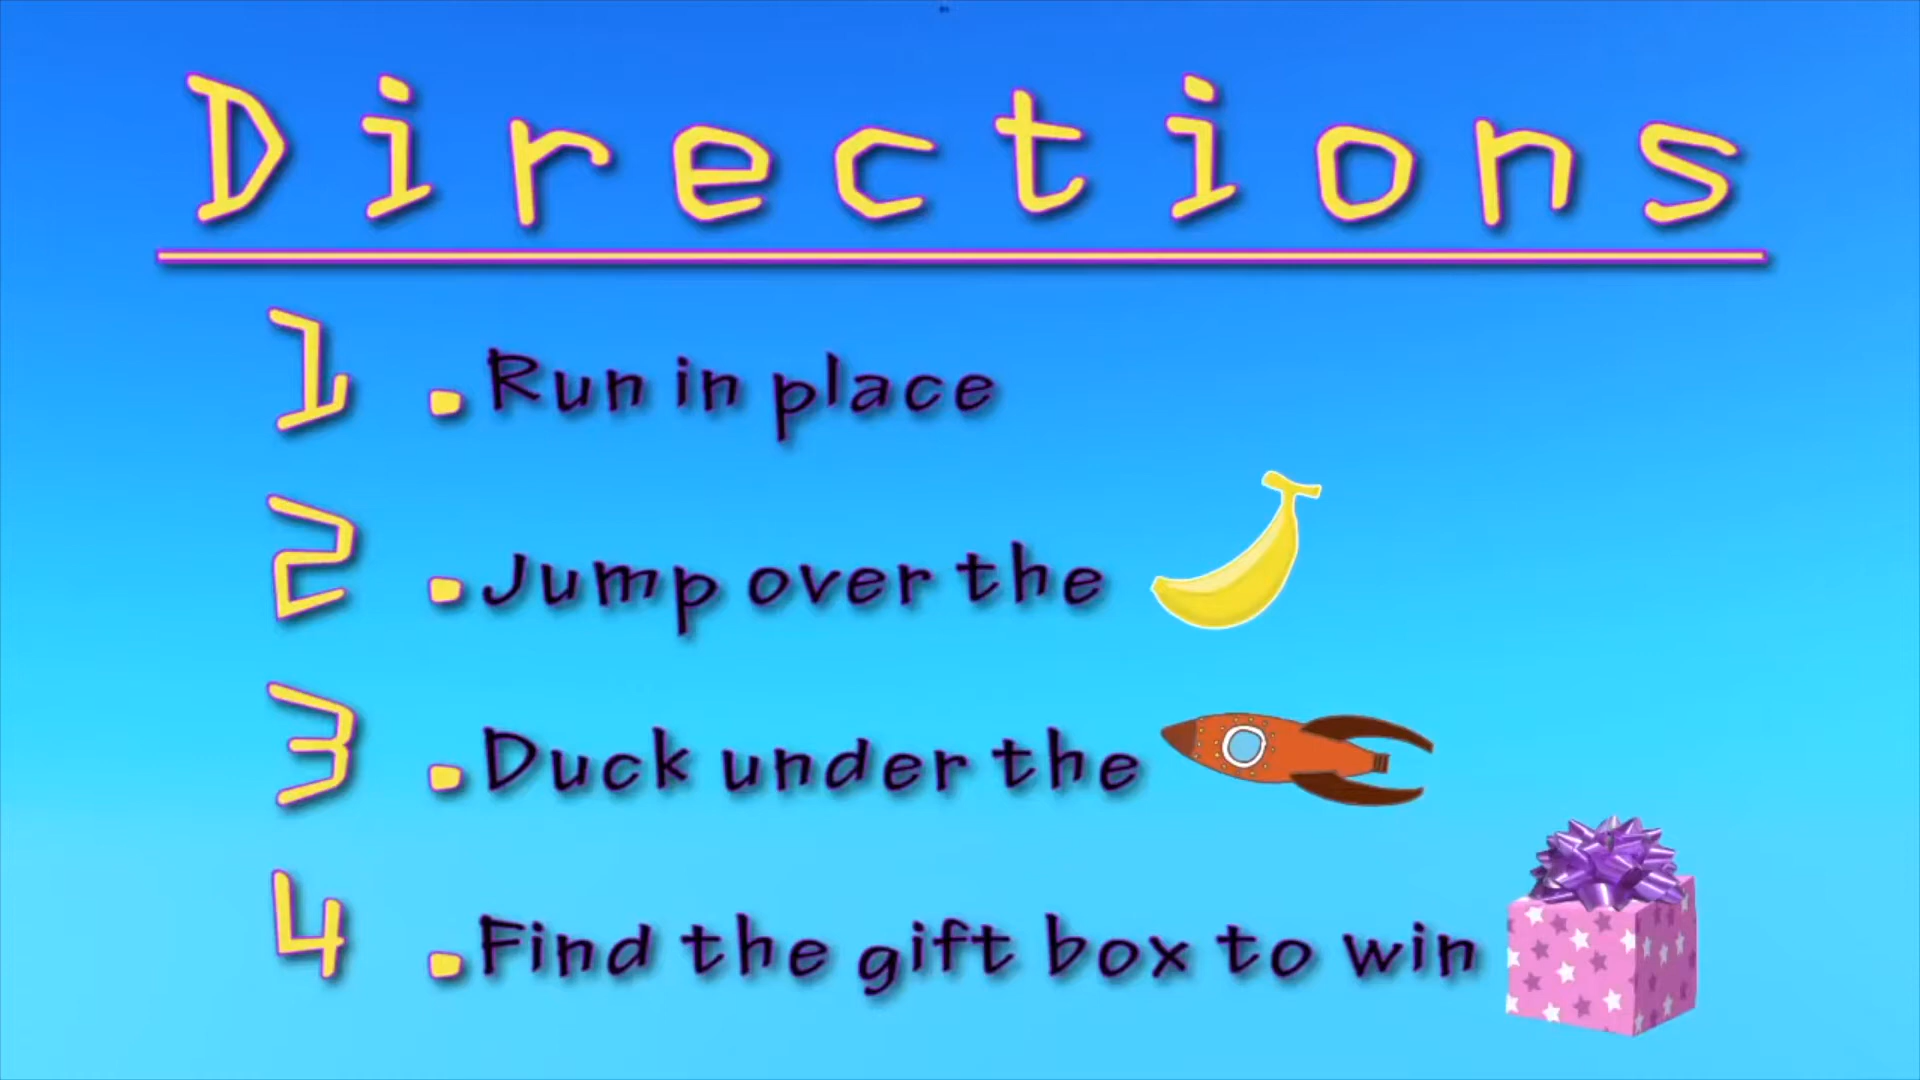 Directions
1. Run in place
2. Jump over the
3. Duck under the
4. Find the gift box to win